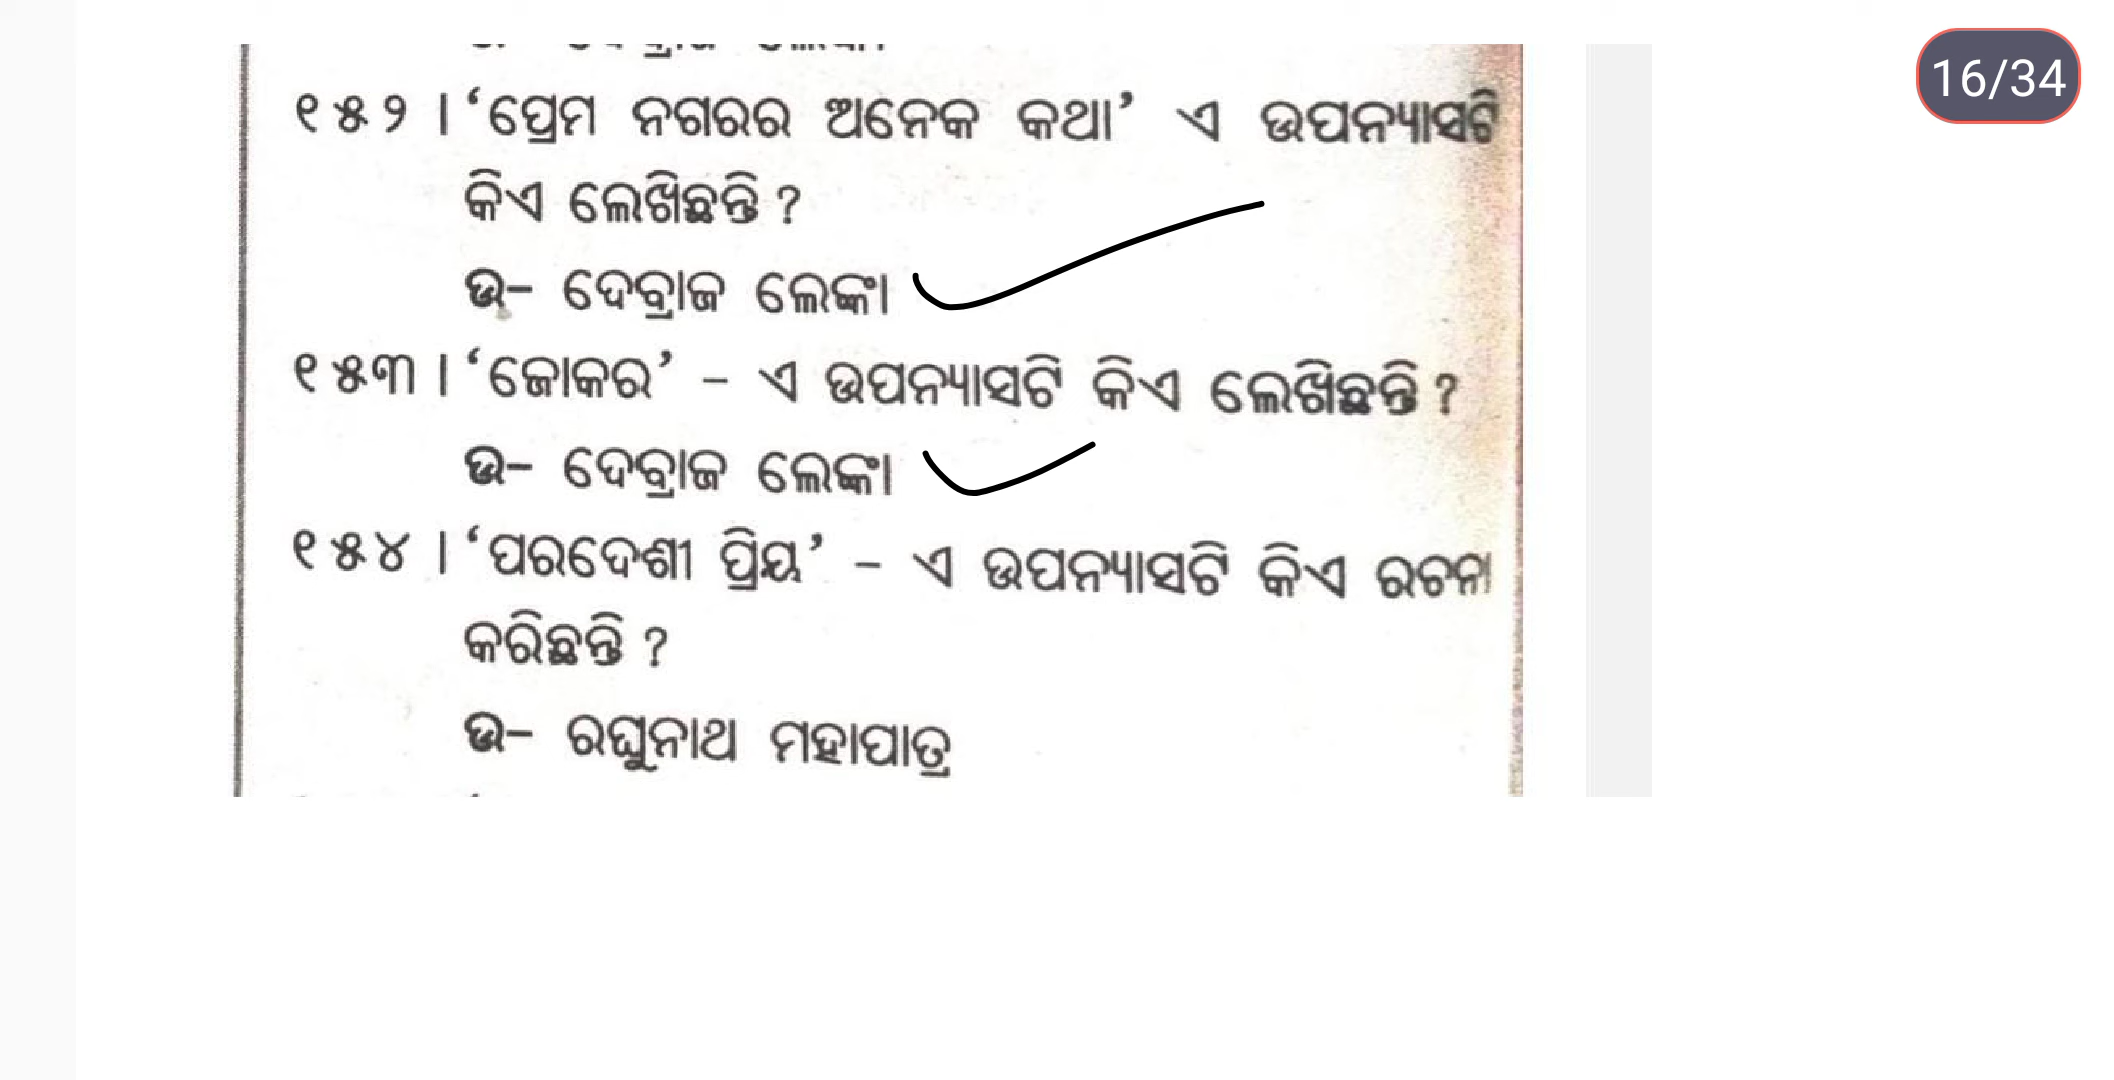 16/34
୧୫୨ । ‘ପ୍ରେମ ନଗରର ଅନେକ କଥା’ ଏ ଉପନ୍ୟାସଟି
କିଏ ଲେଖିଛନ୍ତି ?
ଉ- ଦେବ୍ରାଜ ଲେଙ୍କା
୧୫୩ । ‘ଜୋକର’ – ଏ ଉପନ୍ୟାସଟି କିଏ ଲେଖିଛନ୍ତି ?
ଉ- ଦେବ୍ରାଜ ଲେଙ୍କା
୧୫୪ । ‘ପରଦେଶୀ ପ୍ରିୟ’ – ଏ ଉପନ୍ୟାସଟି କିଏ ରଚନା
କରିଛନ୍ତି ?
ଉ- ରଘୁନାଥ ମହାପାତ୍ର